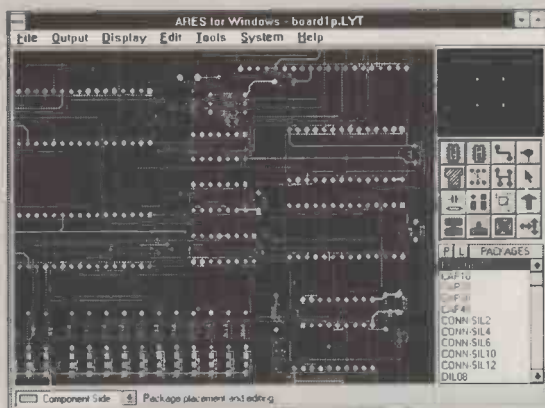 ARES for Windows - board1p.LYT
File Output Display Edit Tools System Help
P L PACKAGES
CAP10
CONN-SIL2
CONN-SIL4
CONN-SIL6
CONN-SIL10
CONN-SIL12
DIL08
Component Side Package placement and editing